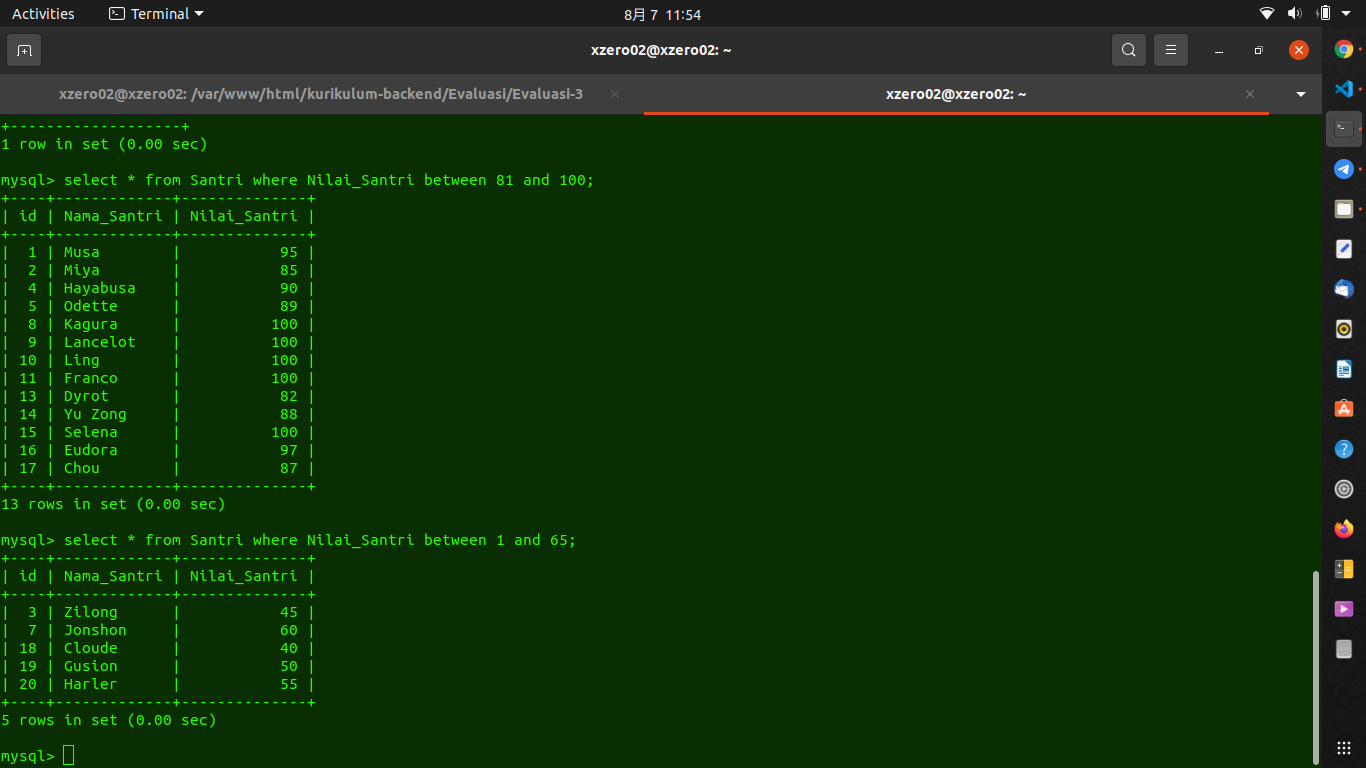 Activities
Terminal
8月 7 11:54
xzero02@xzero02: ~
xzero02@xzero02: /var/www/html/kurikulum-backend/Evaluasi/Evaluasi-3
xzero02@xzero02: ~
+-------------------+
1 row in set (0.00 sec)
mysql> select * from Santri where Nilai_Santri between 81 and 100;
+----+-------------+--------------+
| id | Nama_Santri | Nilai_Santri |
+----+-------------+--------------+
|  1 | Musa        |           95 |
|  2 | Miya        |           85 |
|  4 | Hayabusa    |           90 |
|  5 | Odette      |           89 |
|  8 | Kagura      |          100 |
|  9 | Lancelot    |          100 |
| 10 | Ling        |          100 |
| 11 | Franco      |          100 |
| 13 | Dyrot       |           82 |
| 14 | Yu Zong     |           88 |
| 15 | Selena      |          100 |
| 16 | Eudora      |           97 |
| 17 | Chou        |           87 |
+----+-------------+--------------+
13 rows in set (0.00 sec)
mysql> select * from Santri where Nilai_Santri between 1 and 65;
+----+-------------+--------------+
| id | Nama_Santri | Nilai_Santri |
+----+-------------+--------------+
|  3 | Zilong      |           45 |
|  7 | Jonshon     |           60 |
| 18 | Cloude      |           40 |
| 19 | Gusion      |           50 |
| 20 | Harler      |           55 |
+----+-------------+--------------+
5 rows in set (0.00 sec)
mysql>